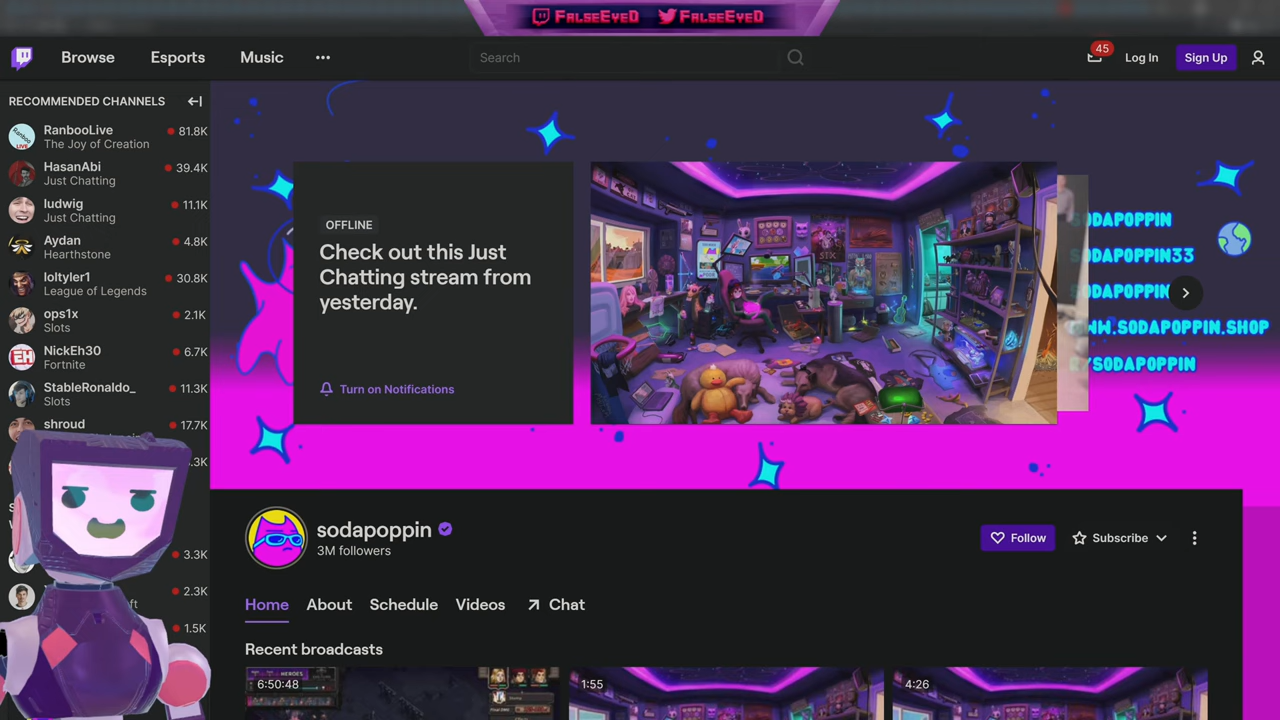 FalseEyeD FalseEyeD
Browse Esports Music
Search
45 Log In Sign Up
RECOMMENDED CHANNELS
RanbooLive 81.8K
The Joy of Creation
HasanAbi 39.4K
Just Chatting
ludwig 11.1K
Just Chatting
Aydan 4.8K
Hearthstone
loltyler1 30.8K
League of Legends
ops1x 2.1K
Slots
NickEh30 6.7K
Fortnite
StableRonaldo_ 11.3K
Slots
shroud 17.7K
3.3K
2.3K
1.5K
OFFLINE
Check out this Just
Chatting stream from
yesterday.
Turn on Notifications
SODAPOPPIN
SODAPOPPIN33
SODAPOPPIN
WWW.SODAPOPPIN.SHOP
R/SODAPOPPIN
sodapoppin
3M followers
Follow Subscribe
Home About Schedule Videos Chat
Recent broadcasts
6:50:48 1:55 4:26
HEROES